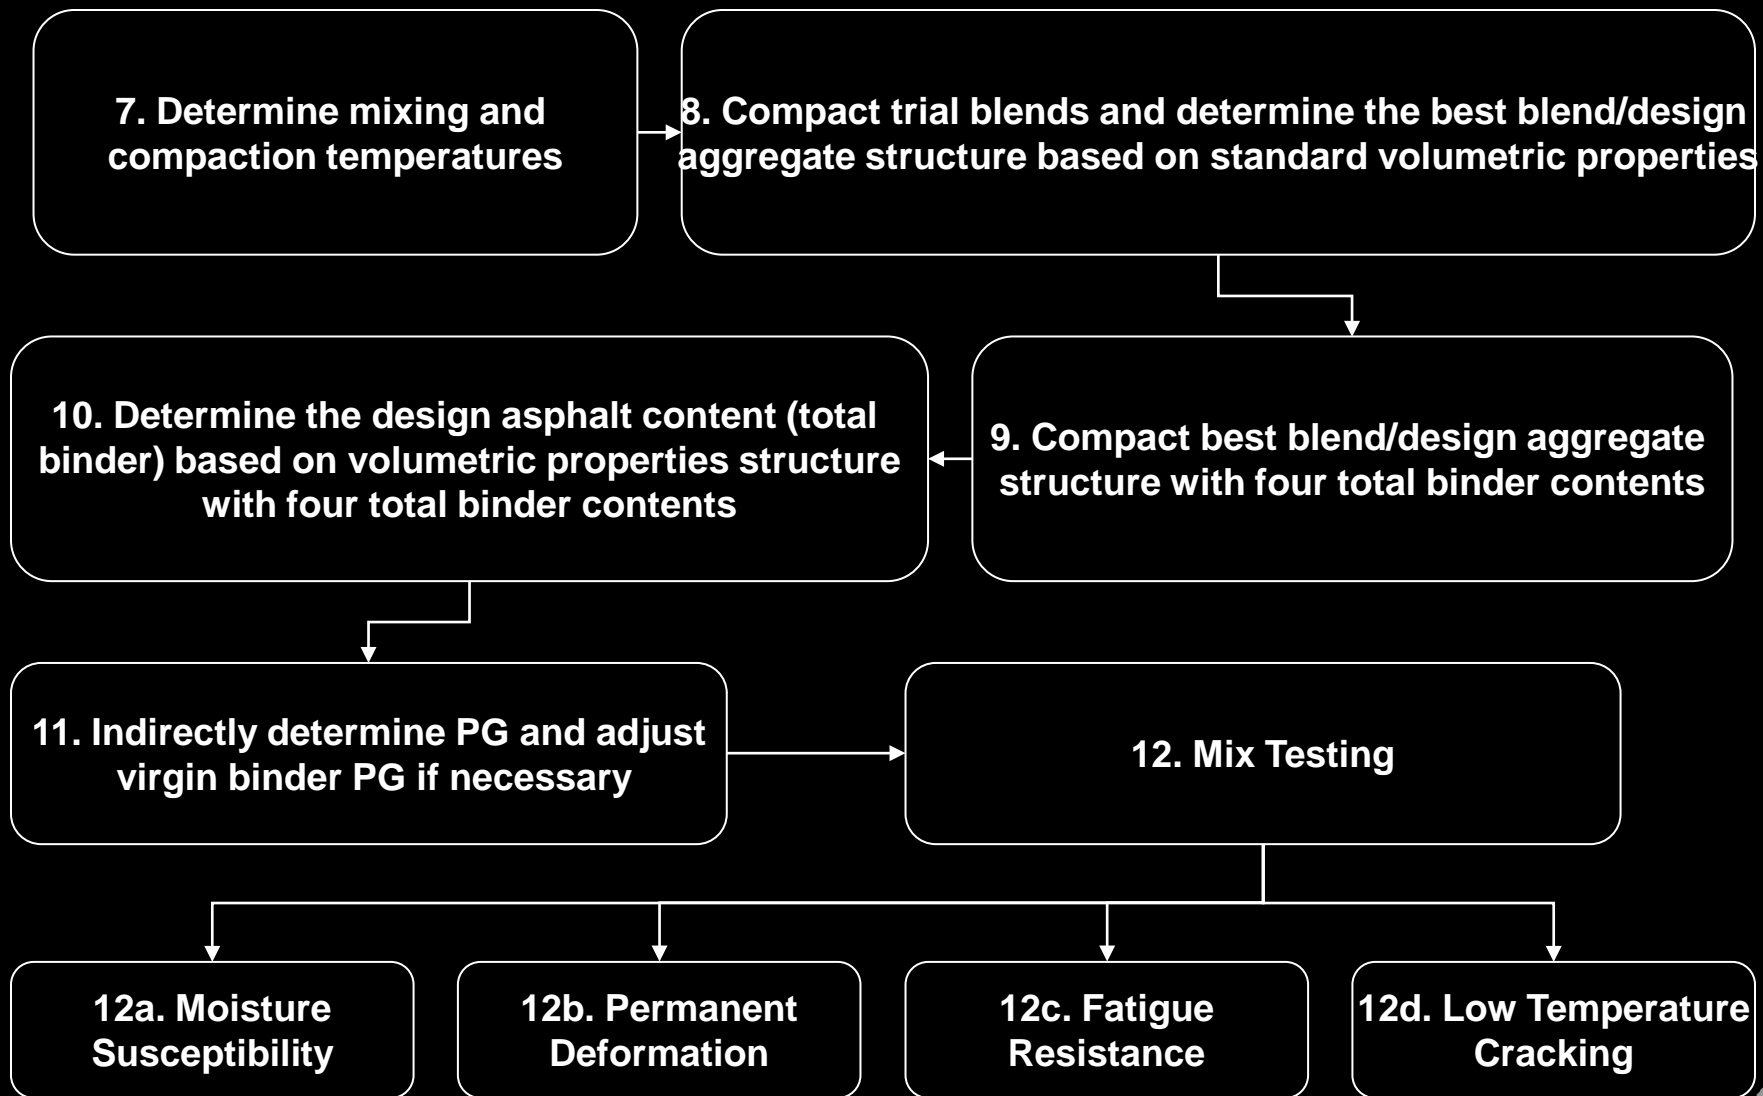 7. Determine mixing and
compaction temperatures
8. Compact trial blends and determine the best blend/design
aggregate structure based on standard volumetric properties
10. Determine the design asphalt content (total
binder) based on volumetric properties structure
with four total binder contents
9. Compact best blend/design aggregate
structure with four total binder contents
11. Indirectly determine PG and adjust
virgin binder PG if necessary
12. Mix Testing
12a. Moisture
Susceptibility
12b. Permanent
Deformation
12c. Fatigue
Resistance
12d. Low Temperature
Cracking